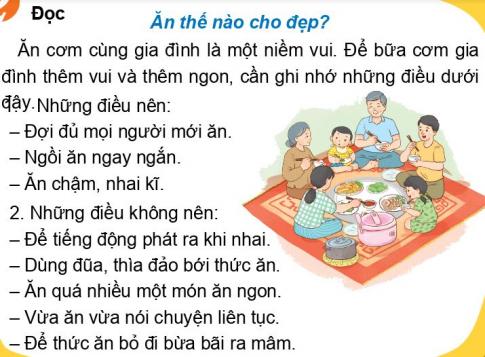 Đọc
Ăn thế nào cho đẹp?
Ăn cơm cùng gia đình là một niềm vui. Để bữa cơm gia
đình thêm vui và thêm ngon, cần ghi nhớ những điều dưới
đây.
Những điều nên:
– Đợi đủ mọi người mới ăn.
– Ngồi ăn ngay ngắn.
– Ăn chậm, nhai kĩ.
2. Những điều không nên:
– Để tiếng động phát ra khi nhai.
– Dùng đũa, thìa đảo bới thức ăn.
– Ăn quá nhiều một món ăn ngon.
– Vừa ăn vừa nói chuyện liên tục.
– Để thức ăn bỏ đi bừa bãi ra mâm.